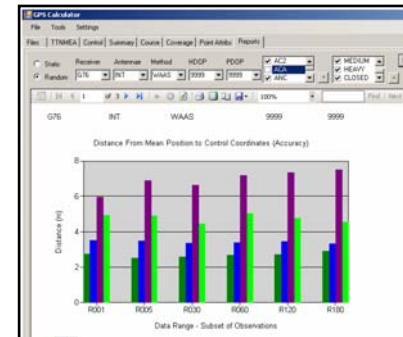 GPS Calculator
File Tools Settings
Files TTNMEA Control Summary Course Coverage Point Attribs Reports
Static Receiver Antennae Method HDOP PDOP AC2 MEDIUM
Random G76 INT WAAS 9999 9999 ACA HEAVY
ANC CLOSED
1 of 3 100% Find Next
G76 INT WAAS 9999 9999
Distance From Mean Position to Control Coordinates (Accuracy)
8
6
4
2
0
Distance (m)
R001 R005 R030 R060 R120 R180
Data Range - Subset of Observations